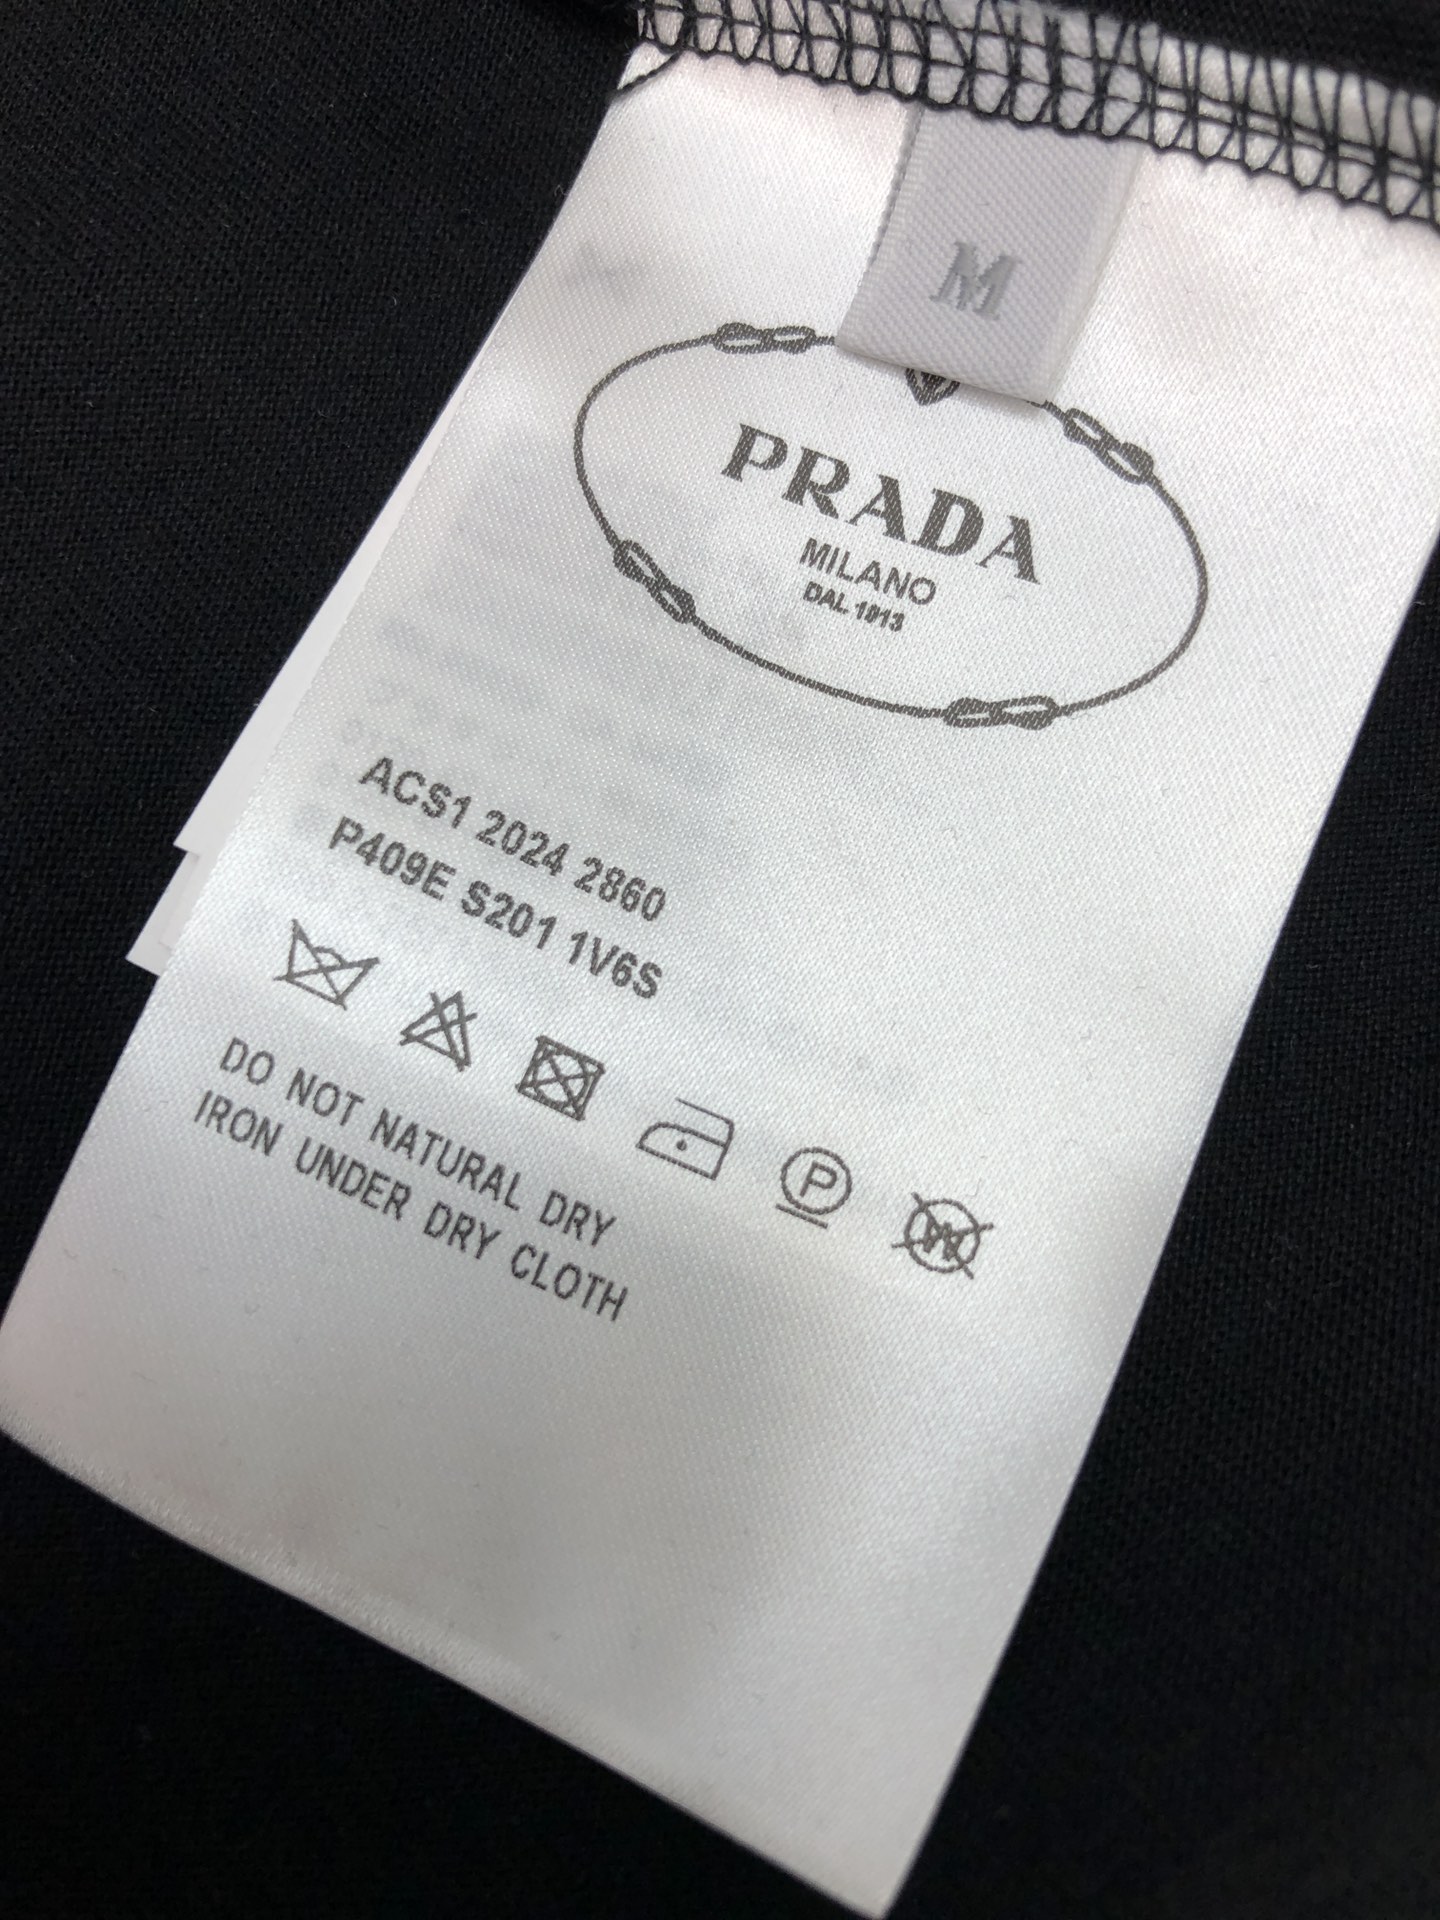 M
PRADA
MILANO
DAL 1913
ACS1 2024 2860
P409E S201 1V6S
P
W
DO NOT NATURAL DRY
IRON UNDER DRY CLOTH